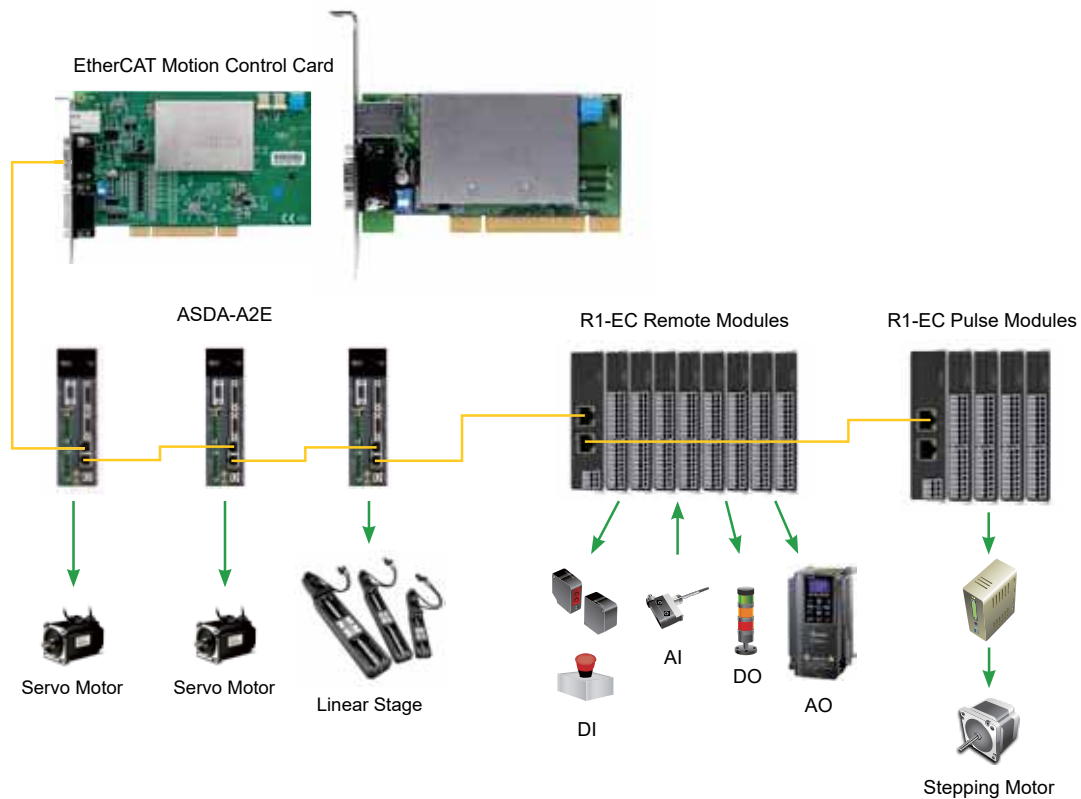 EtherCAT Motion Control Card
ASDA-A2E
R1-EC Remote Modules
R1-EC Pulse Modules
Servo Motor
Servo Motor
Linear Stage
DI
AI
DO
AO
Stepping Motor